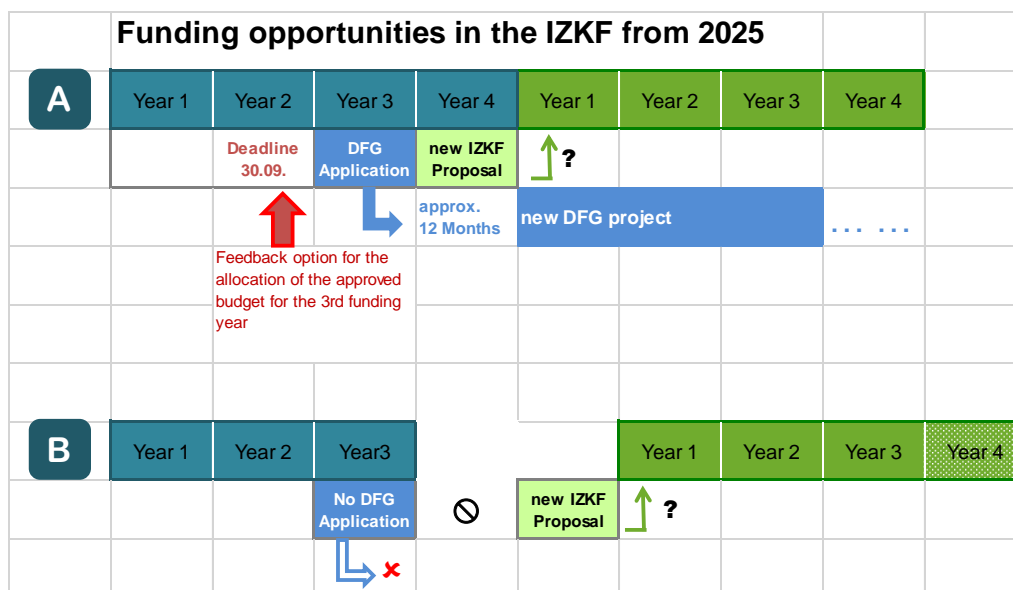 Funding opportunities in the IZKF from 2025
A
Year 1 Year 2 Year 3 Year 4 Year 1 Year 2 Year 3 Year 4
Deadline
30.09.
DFG
Application
new IZKF
Proposal
?
approx.
12 Months
new DFG project
... ...
Feedback option for the
allocation of the approved
budget for the 3rd funding
year
B
Year 1 Year 2 Year3 Year 1 Year 2 Year 3 Year 4
No DFG
Application
new IZKF
Proposal
?